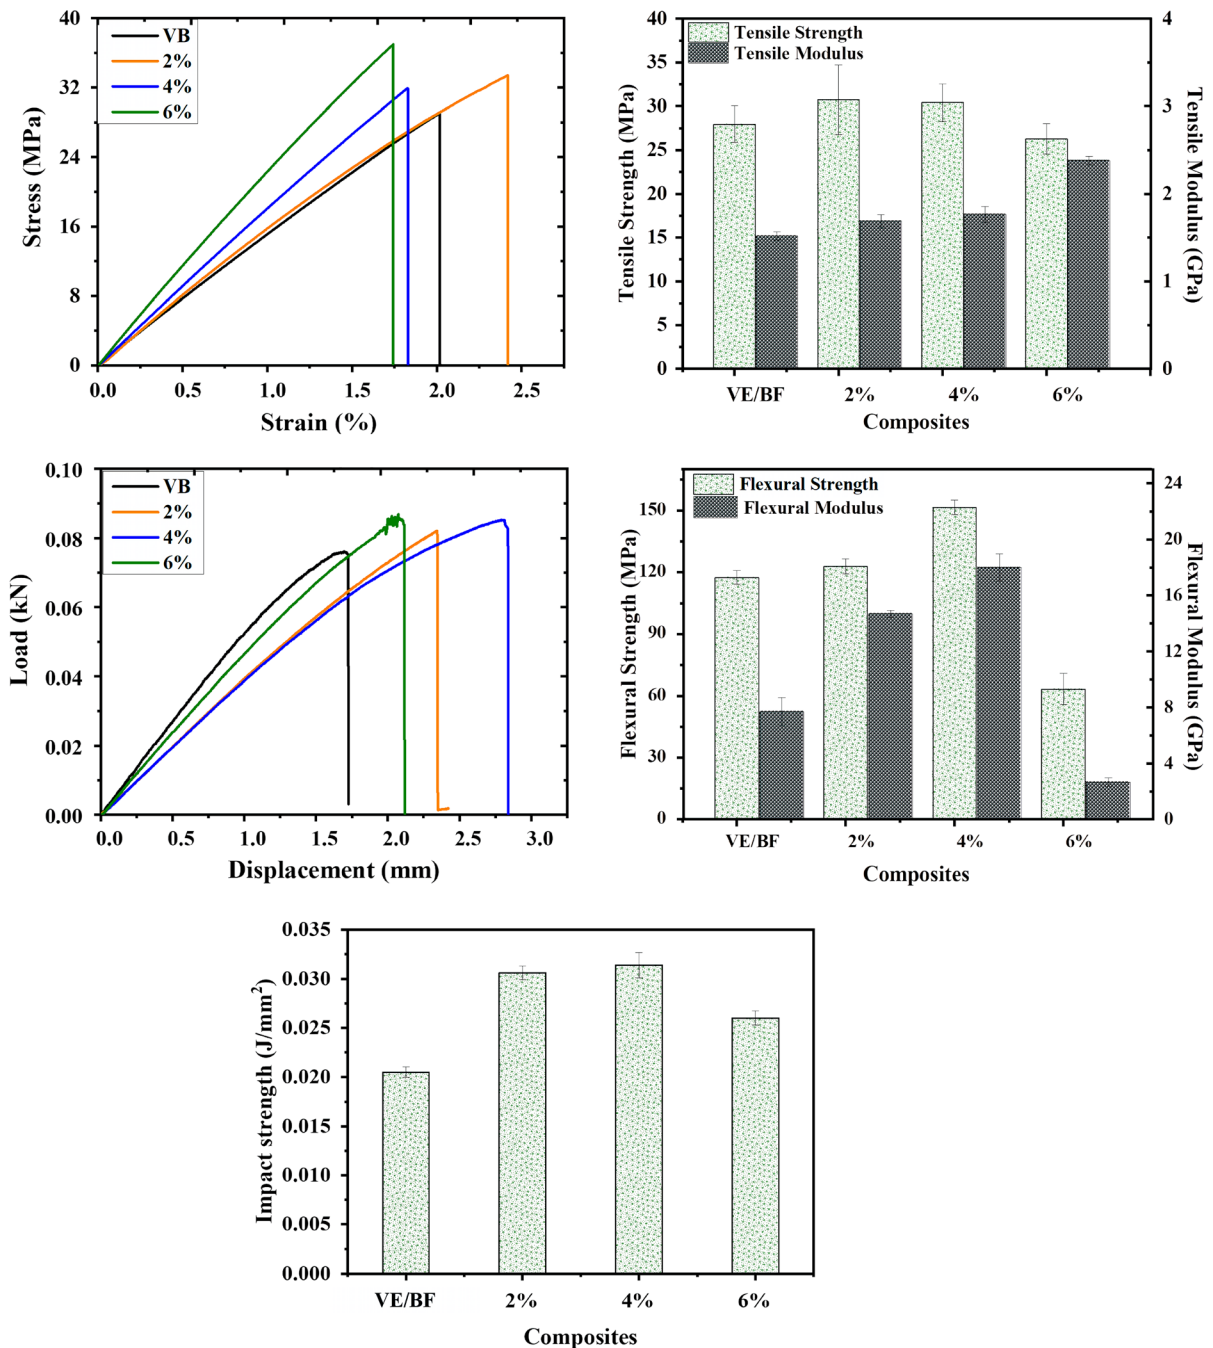 VB
2%
4%
6%
40
32
24
16
8
0
0.0 0.5 1.0 1.5 2.0 2.5
Stress (MPa)
Strain (%)
Tensile Strength
Tensile Modulus
40
35
30
25
20
15
10
5
0
4
3
2
1
0
VE/BF 2% 4% 6%
Tensile Strength (MPa)
Tensile Modulus (GPa)
Composites
VB
2%
4%
6%
0.10
0.08
0.06
0.04
0.02
0.00
0.0 0.5 1.0 1.5 2.0 2.5 3.0
Load (kN)
Displacement (mm)
Flexural Strength
Flexural Modulus
150
120
90
60
30
0
24
20
16
12
8
4
0
VE/BF 2% 4% 6%
Flexural Strength (MPa)
Flexural Modulus (GPa)
Composites
0.035
0.030
0.025
0.020
0.015
0.010
0.005
0.000
VE/BF 2% 4% 6%
Impact strength (J/mm²)
Composites